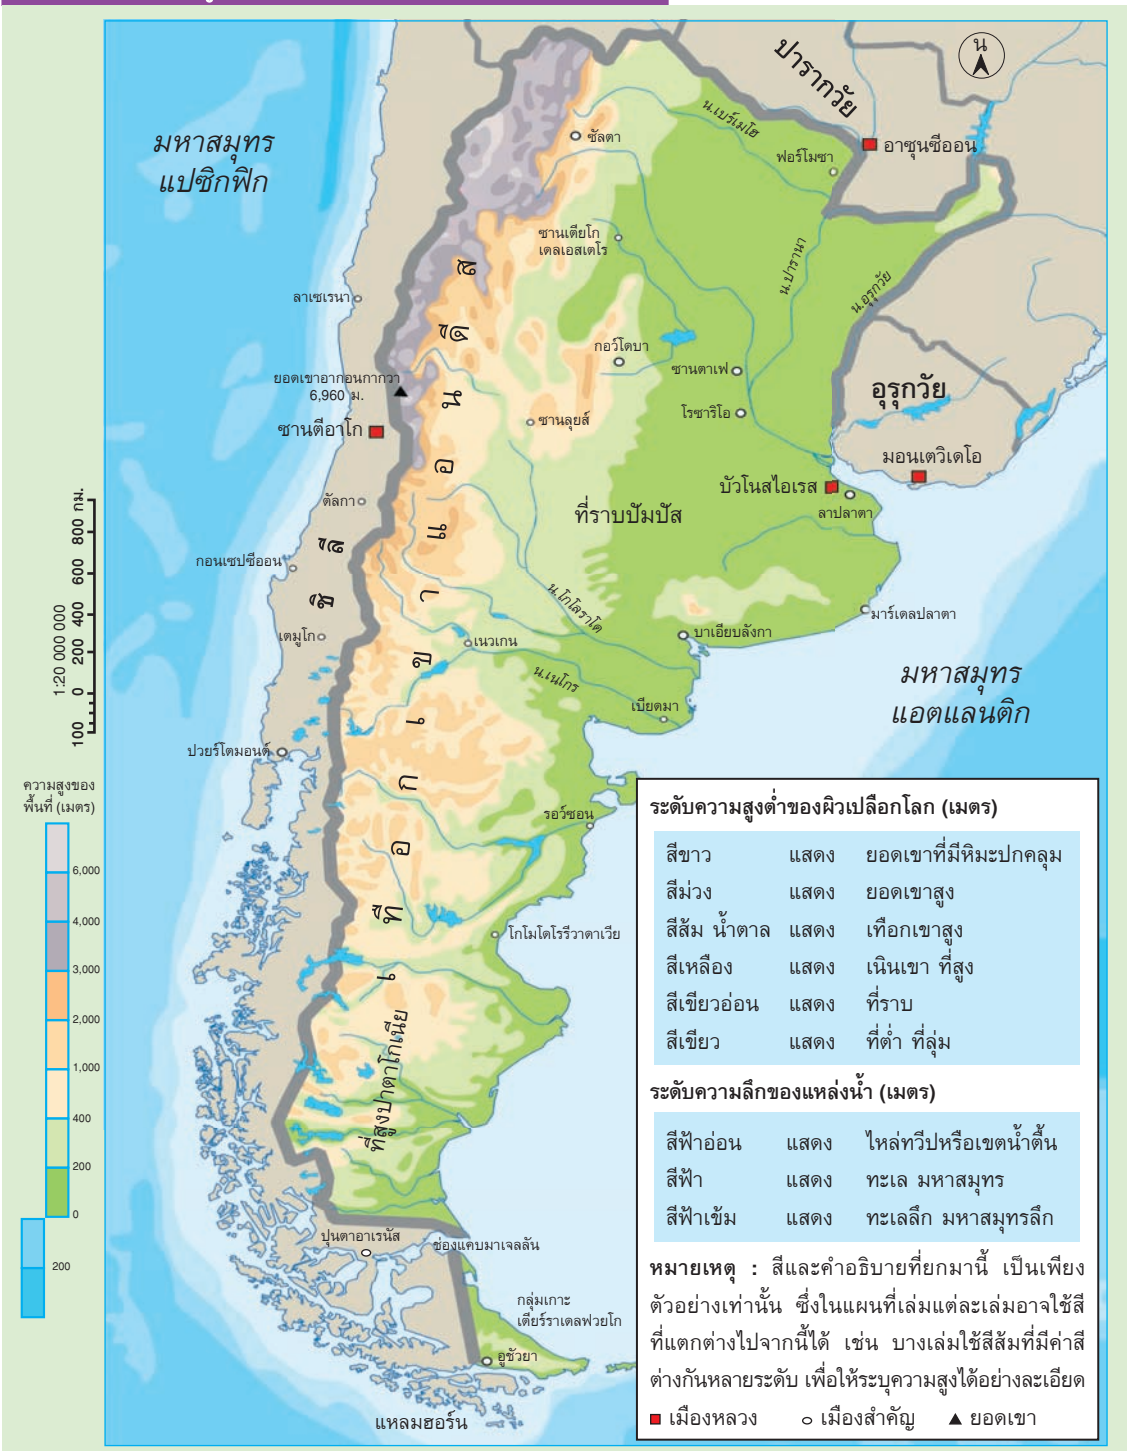 น
ปารากวัย
มหาสมุทร
แปซิกฟิก
น.เบร์เมโฮ
ซัลตา
อาซุนซีออน
ฟอร์โมซา
ซานเตียโก
เดลเอสเตโร
น.ปารานา
น.อุรุกวัย
ลาเซเรนา
กอร์โดบา
ซานตาเฟ
ยอดเขาอากอนกากวา
6,960 ม.
อุรุกวัย
โรซาริโอ
ซานลุยส์
ซานตีอาโก
มอนเตวิเดโอ
บัวโนสไอเรส
ลาปลาตา
ตัลกา
ที่ราบปัมปัส
กอนเซปซีออน
ชิลี
น.โกโลราโด
มาร์เดลปลาตา
เตมูโก
เนวเกน
บาเอียบลังกา
น.เนโกร
มหาสมุทร
แอตแลนติก
เบียดมา
ปวยร์โตมอนต์
เทือกเขาแอนดีส
รอว์ซอน
โกโมโดโรรีวาดาเวีย
ที่สูงปาตาโกเนีย
ปุนตาอาเรนัส
ช่องแคบมาเจลลัน
กลุ่มเกาะ
เตียร์ราเดลฟวยโก
อูชัวยา
แหลมฮอร์น
1:20 000 000
100 0 200 400 600 800 กม.
ความสูงของ
พื้นที่ (เมตร)
6,000
4,000
3,000
2,000
1,000
400
200
0
200
ระดับความสูงต่ำของผิวเปลือกโลก (เมตร)
สีขาว แสดง ยอดเขาที่มีหิมะปกคลุม
สีม่วง แสดง ยอดเขาสูง
สีส้ม น้ำตาล แสดง เทือกเขาสูง
สีเหลือง แสดง เนินเขา ที่สูง
สีเขียวอ่อน แสดง ที่ราบ
สีเขียว แสดง ที่ต่ำ ที่ลุ่ม
ระดับความลึกของแหล่งน้ำ (เมตร)
สีฟ้าอ่อน แสดง ไหล่ทวีปหรือเขตน้ำตื้น
สีฟ้า แสดง ทะเล มหาสมุทร
สีฟ้าเข้ม แสดง ทะเลลึก มหาสมุทรลึก
หมายเหตุ : สีและคำอธิบายที่ยกมานี้ เป็นเพียง
ตัวอย่างเท่านั้น ซึ่งในแผนที่เล่มแต่ละเล่มอาจใช้สี
ที่แตกต่างไปจากนี้ได้ เช่น บางเล่มใช้สีส้มที่มีค่าสี
ต่างกันหลายระดับ เพื่อให้ระบุความสูงได้อย่างละเอียด
เมืองหลวง เมืองสำคัญ ยอดเขา